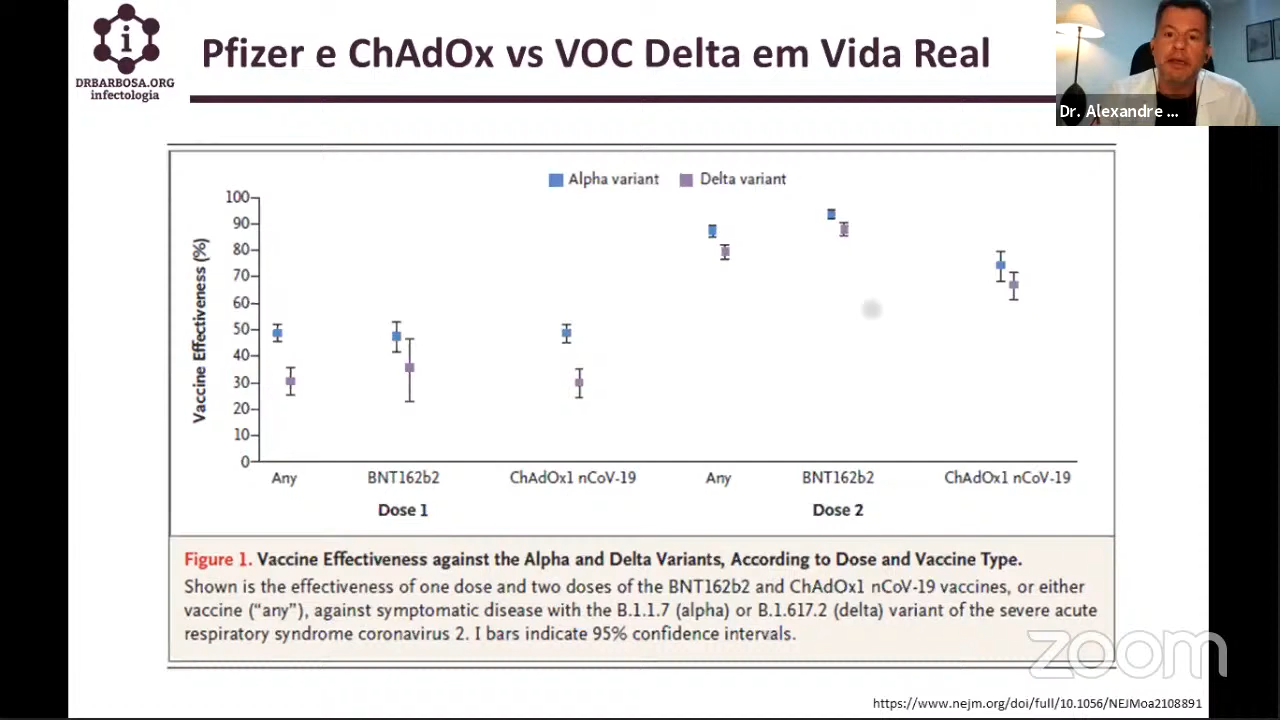 i
DRBARBOSA.ORG
infectologia
Pfizer e ChAdOx vs VOC Delta em Vida Real
Dr. Alexandre ...
Alpha variant
Delta variant
Vaccine Effectiveness (%)
100
90
80
70
60
50
40
30
20
10
0
Any
BNT162b2
ChAdOx1 nCoV-19
Any
BNT162b2
ChAdOx1 nCoV-19
Dose 1
Dose 2
Figure 1. Vaccine Effectiveness against the Alpha and Delta Variants, According to Dose and Vaccine Type.
Shown is the effectiveness of one dose and two doses of the BNT162b2 and ChAdOx1 nCoV-19 vaccines, or either
vaccine (“any”), against symptomatic disease with the B.1.1.7 (alpha) or B.1.617.2 (delta) variant of the severe acute
respiratory syndrome coronavirus 2. I bars indicate 95% confidence intervals.
zoom
https://www.nejm.org/doi/full/10.1056/NEJMoa2108891